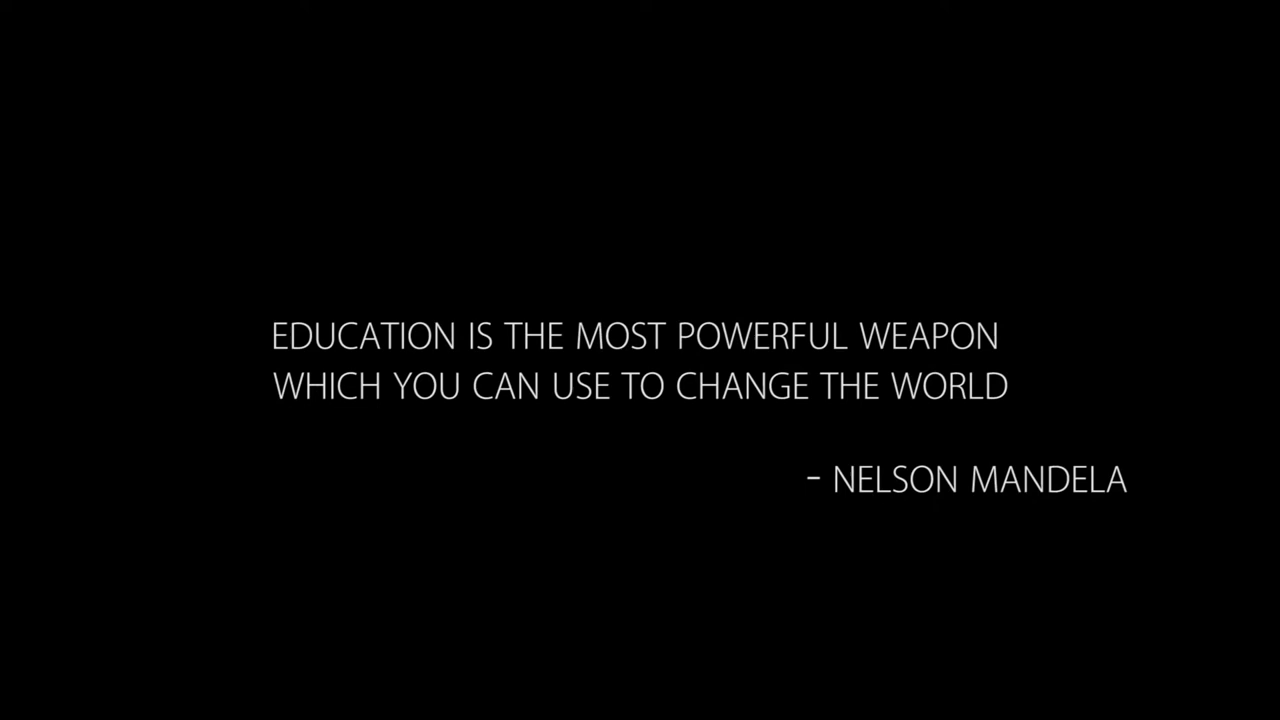 EDUCATION IS THE MOST POWERFUL WEAPON
WHICH YOU CAN USE TO CHANGE THE WORLD
- NELSON MANDELA